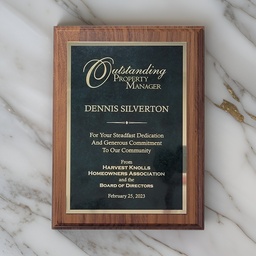 Outstanding
PROPERTY
MANAGER
DENNIS SILVERTON
For Your Steadfast Dedication
And Generous Commitment
To Our Community
From
HARVEST KNOLLS
HOMEOWNERS ASSOCIATION
and the
BOARD OF DIRECTORS
February 25, 2023